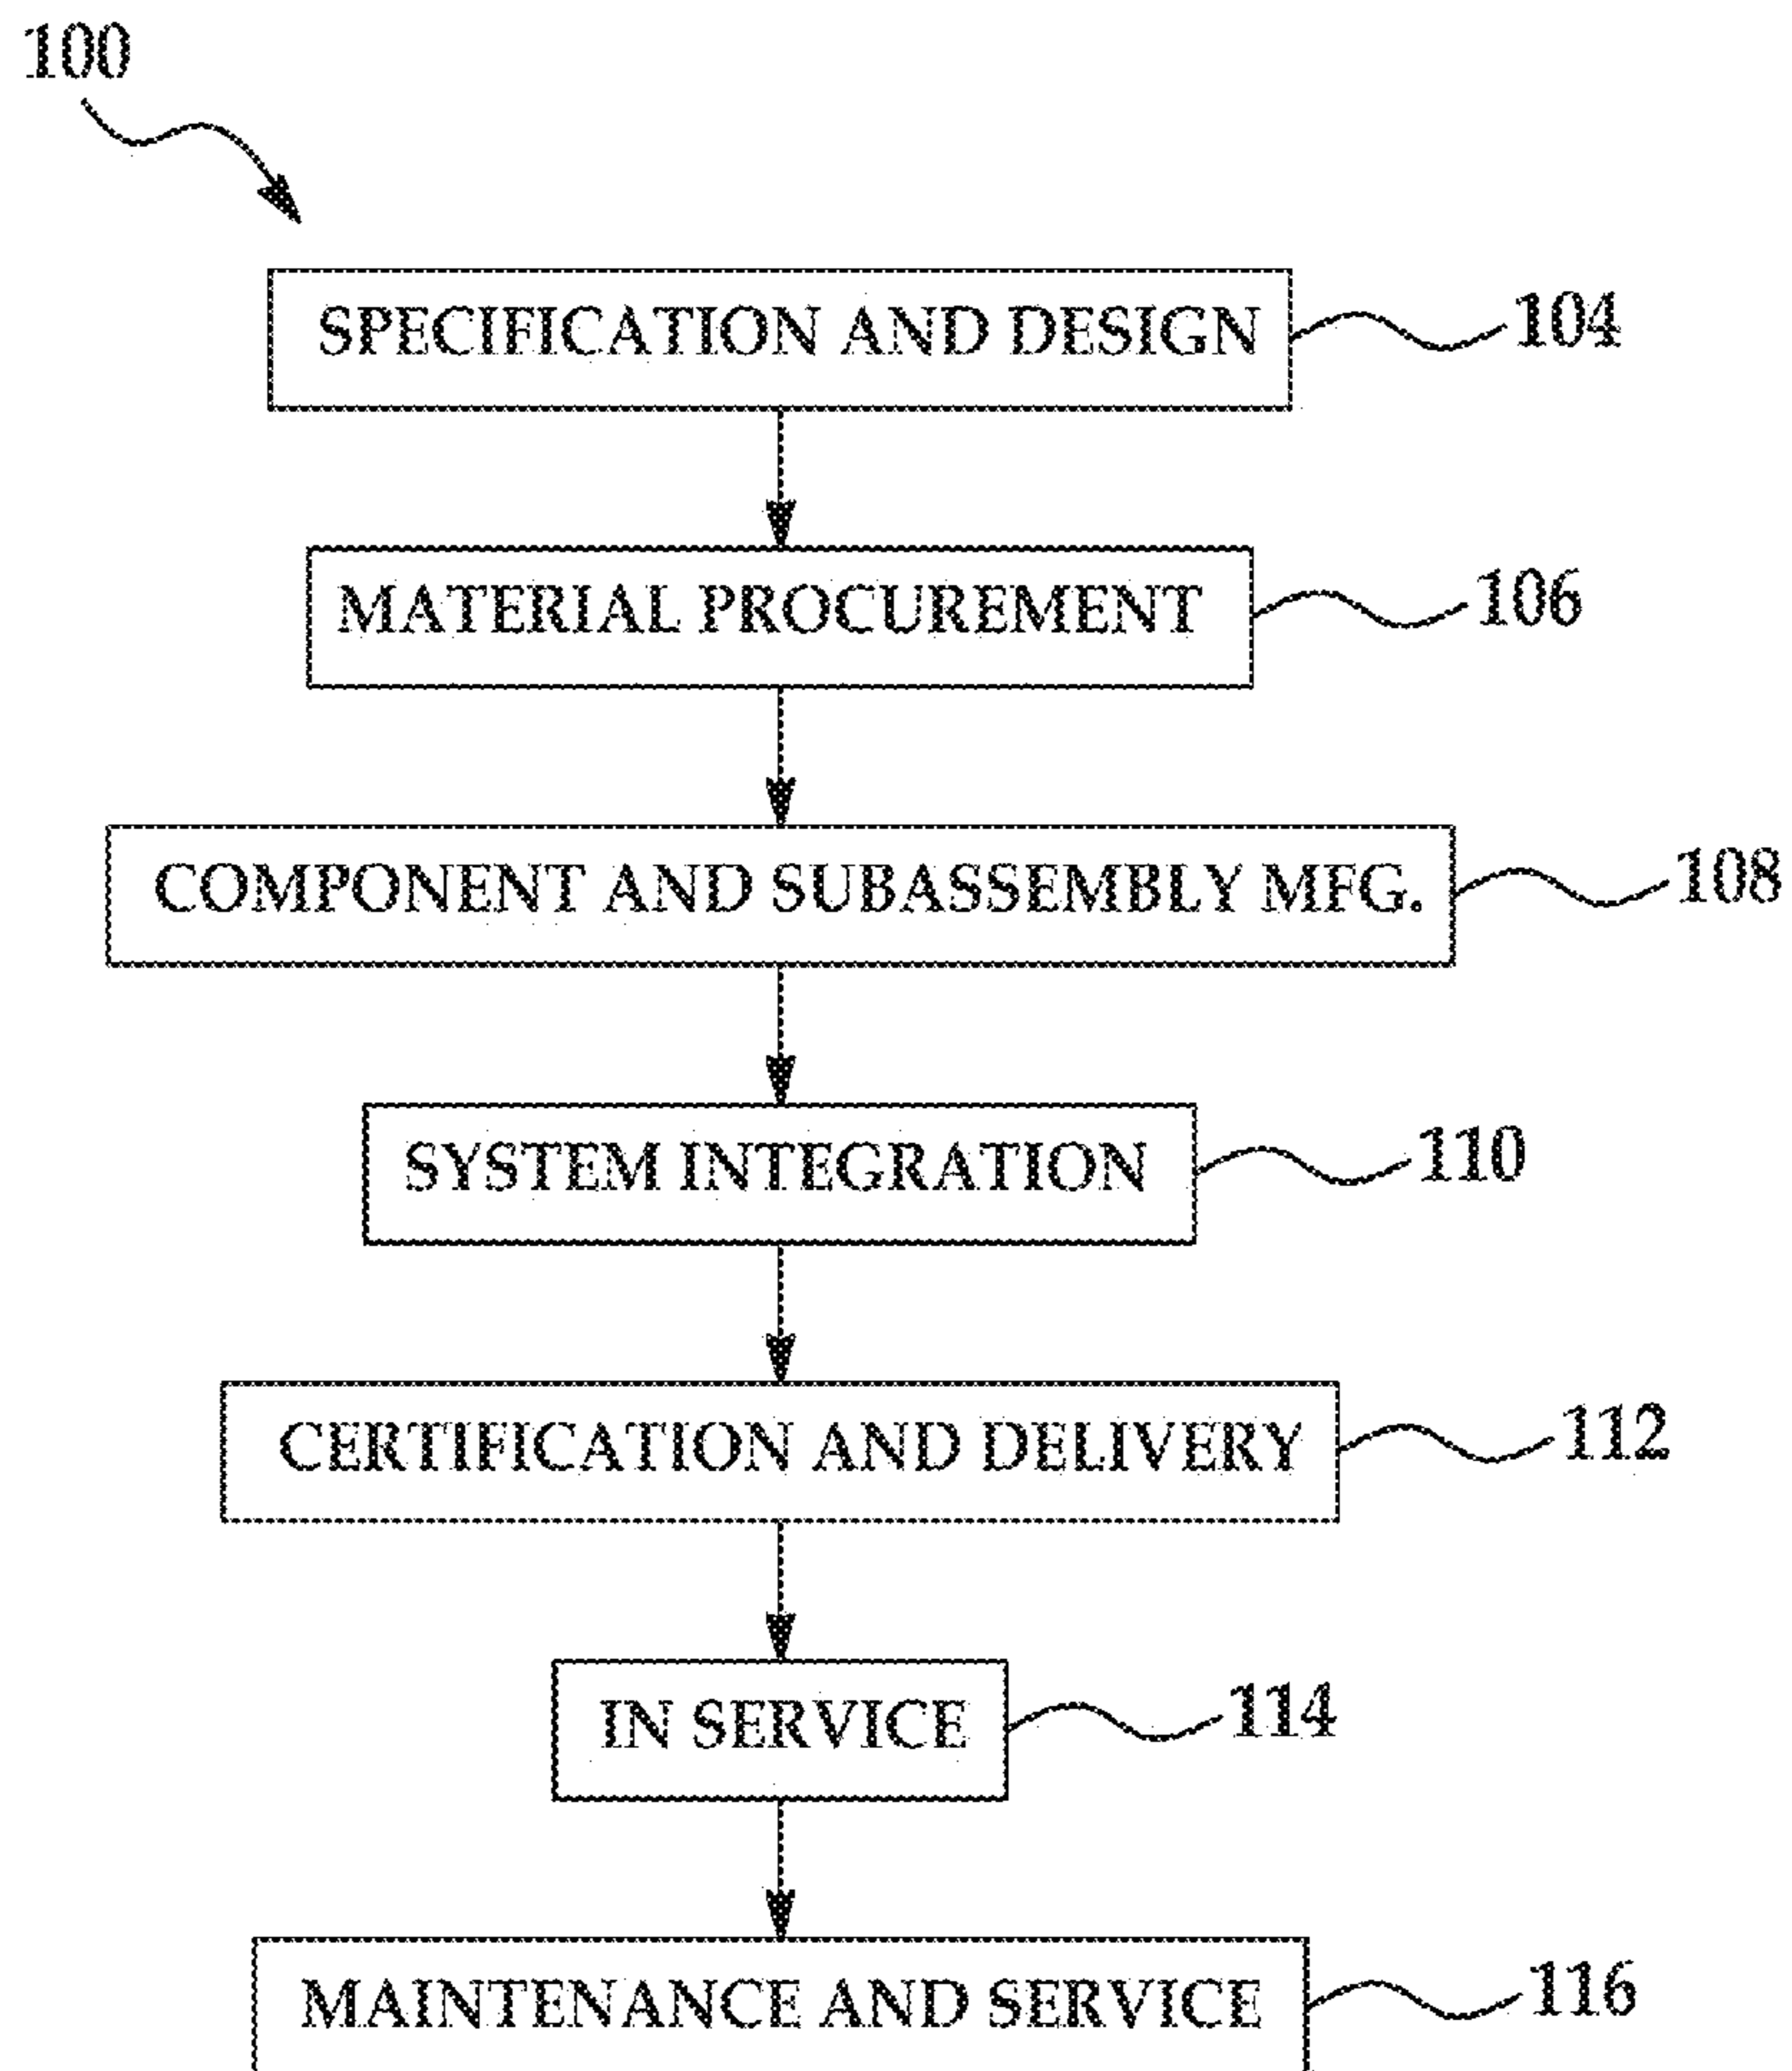 100
SPECIFICATION AND DESIGN 104
MATERIAL PROCUREMENT 106
COMPONENT AND SUBASSEMBLY MFG. 108
SYSTEM INTEGRATION 110
CERTIFICATION AND DELIVERY 112
IN SERVICE 114
MAINTENANCE AND SERVICE 116